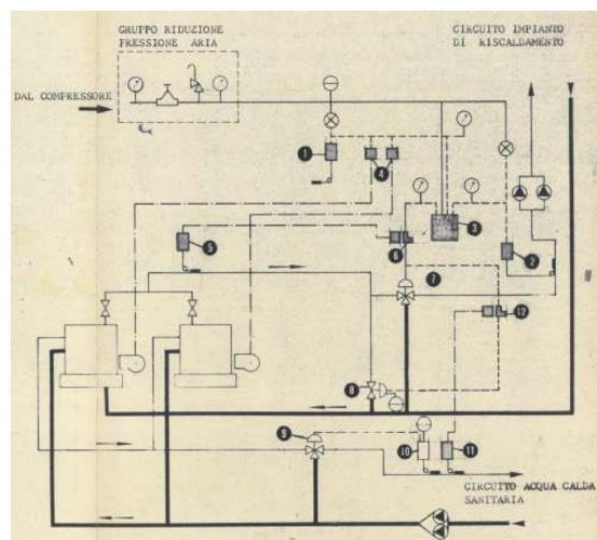 GRUPPO RIDUZIONE
PRESSIONE ARIA
CIRCUITO IMPIANTO
DI RISCALDAMENTO
DAL COMPRESSORE
1
4
5
3
6
2
7
12
8
9
10
11
CIRCUITO ACQUA CALDA
SANITARIA